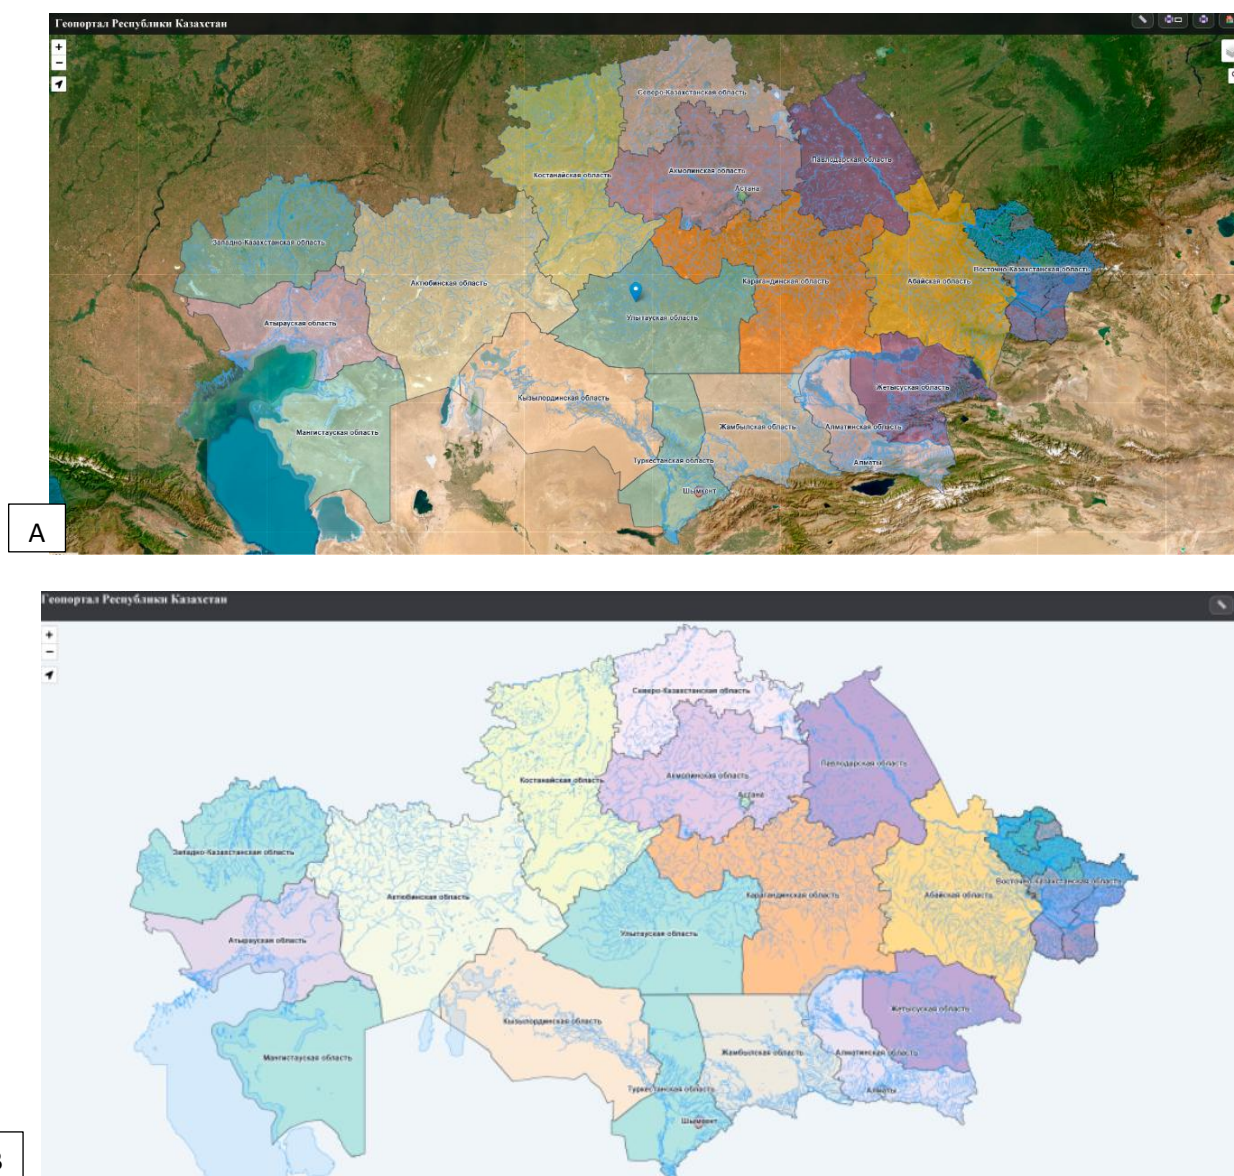 Геопортал Республики Казахстан
+
−
Северо-Казахстанская область
Павлодарская область
Акмолинская область
Костанайская область
Астана
Западно-Казахстанская область
Восточно-Казахстанская область
Актюбинская область
Карагандинская область
Абайская область
Улытауская область
Атырауская область
Жетысуская область
Кызылординская область
Мангистауская область
Жамбылская область
Алматинская область
Туркестанская область
Алматы
Шымкент
A
Геопортал Республики Казахстан
+
−
Северо-Казахстанская область
Павлодарская область
Акмолинская область
Костанайская область
Астана
Западно-Казахстанская область
Восточно-Казахстанская область
Актюбинская область
Карагандинская область
Абайская область
Улытауская область
Атырауская область
Жетысуская область
Кызылординская область
Мангистауская область
Жамбылская область
Алматинская область
Туркестанская область
Алматы
Шымкент